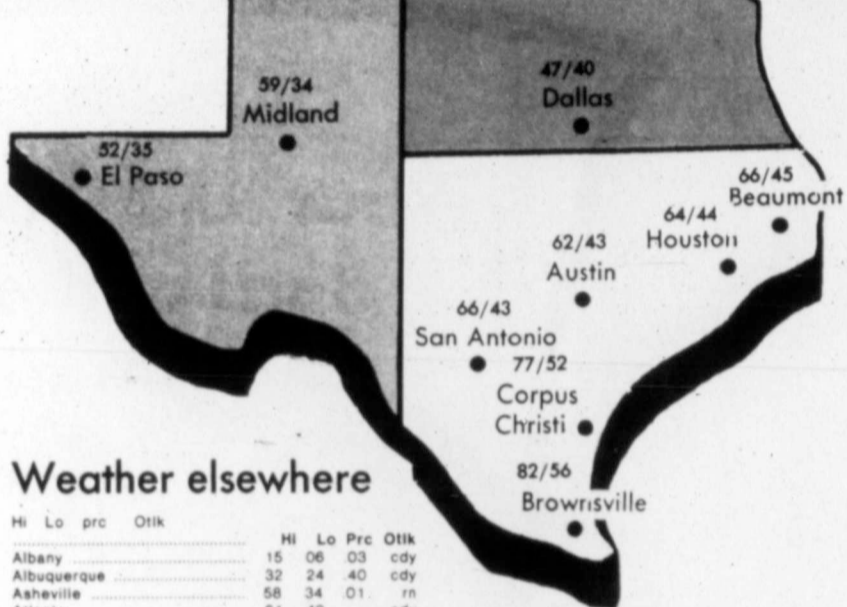 59/34
Midland
47/40
Dallas
52/35
El Paso
66/45
Beaumont
64/44
Houston
62/43
Austin
66/43
San Antonio
77/52
Corpus
Christi
82/56
Brownsville
Weather elsewhere
Hi Lo prc Otlk
Hi Lo Prc Otlk
Albany 15 06 .03 cdy
Albuquerque 32 24 .40 cdy
Asheville 58 34 .01 rn